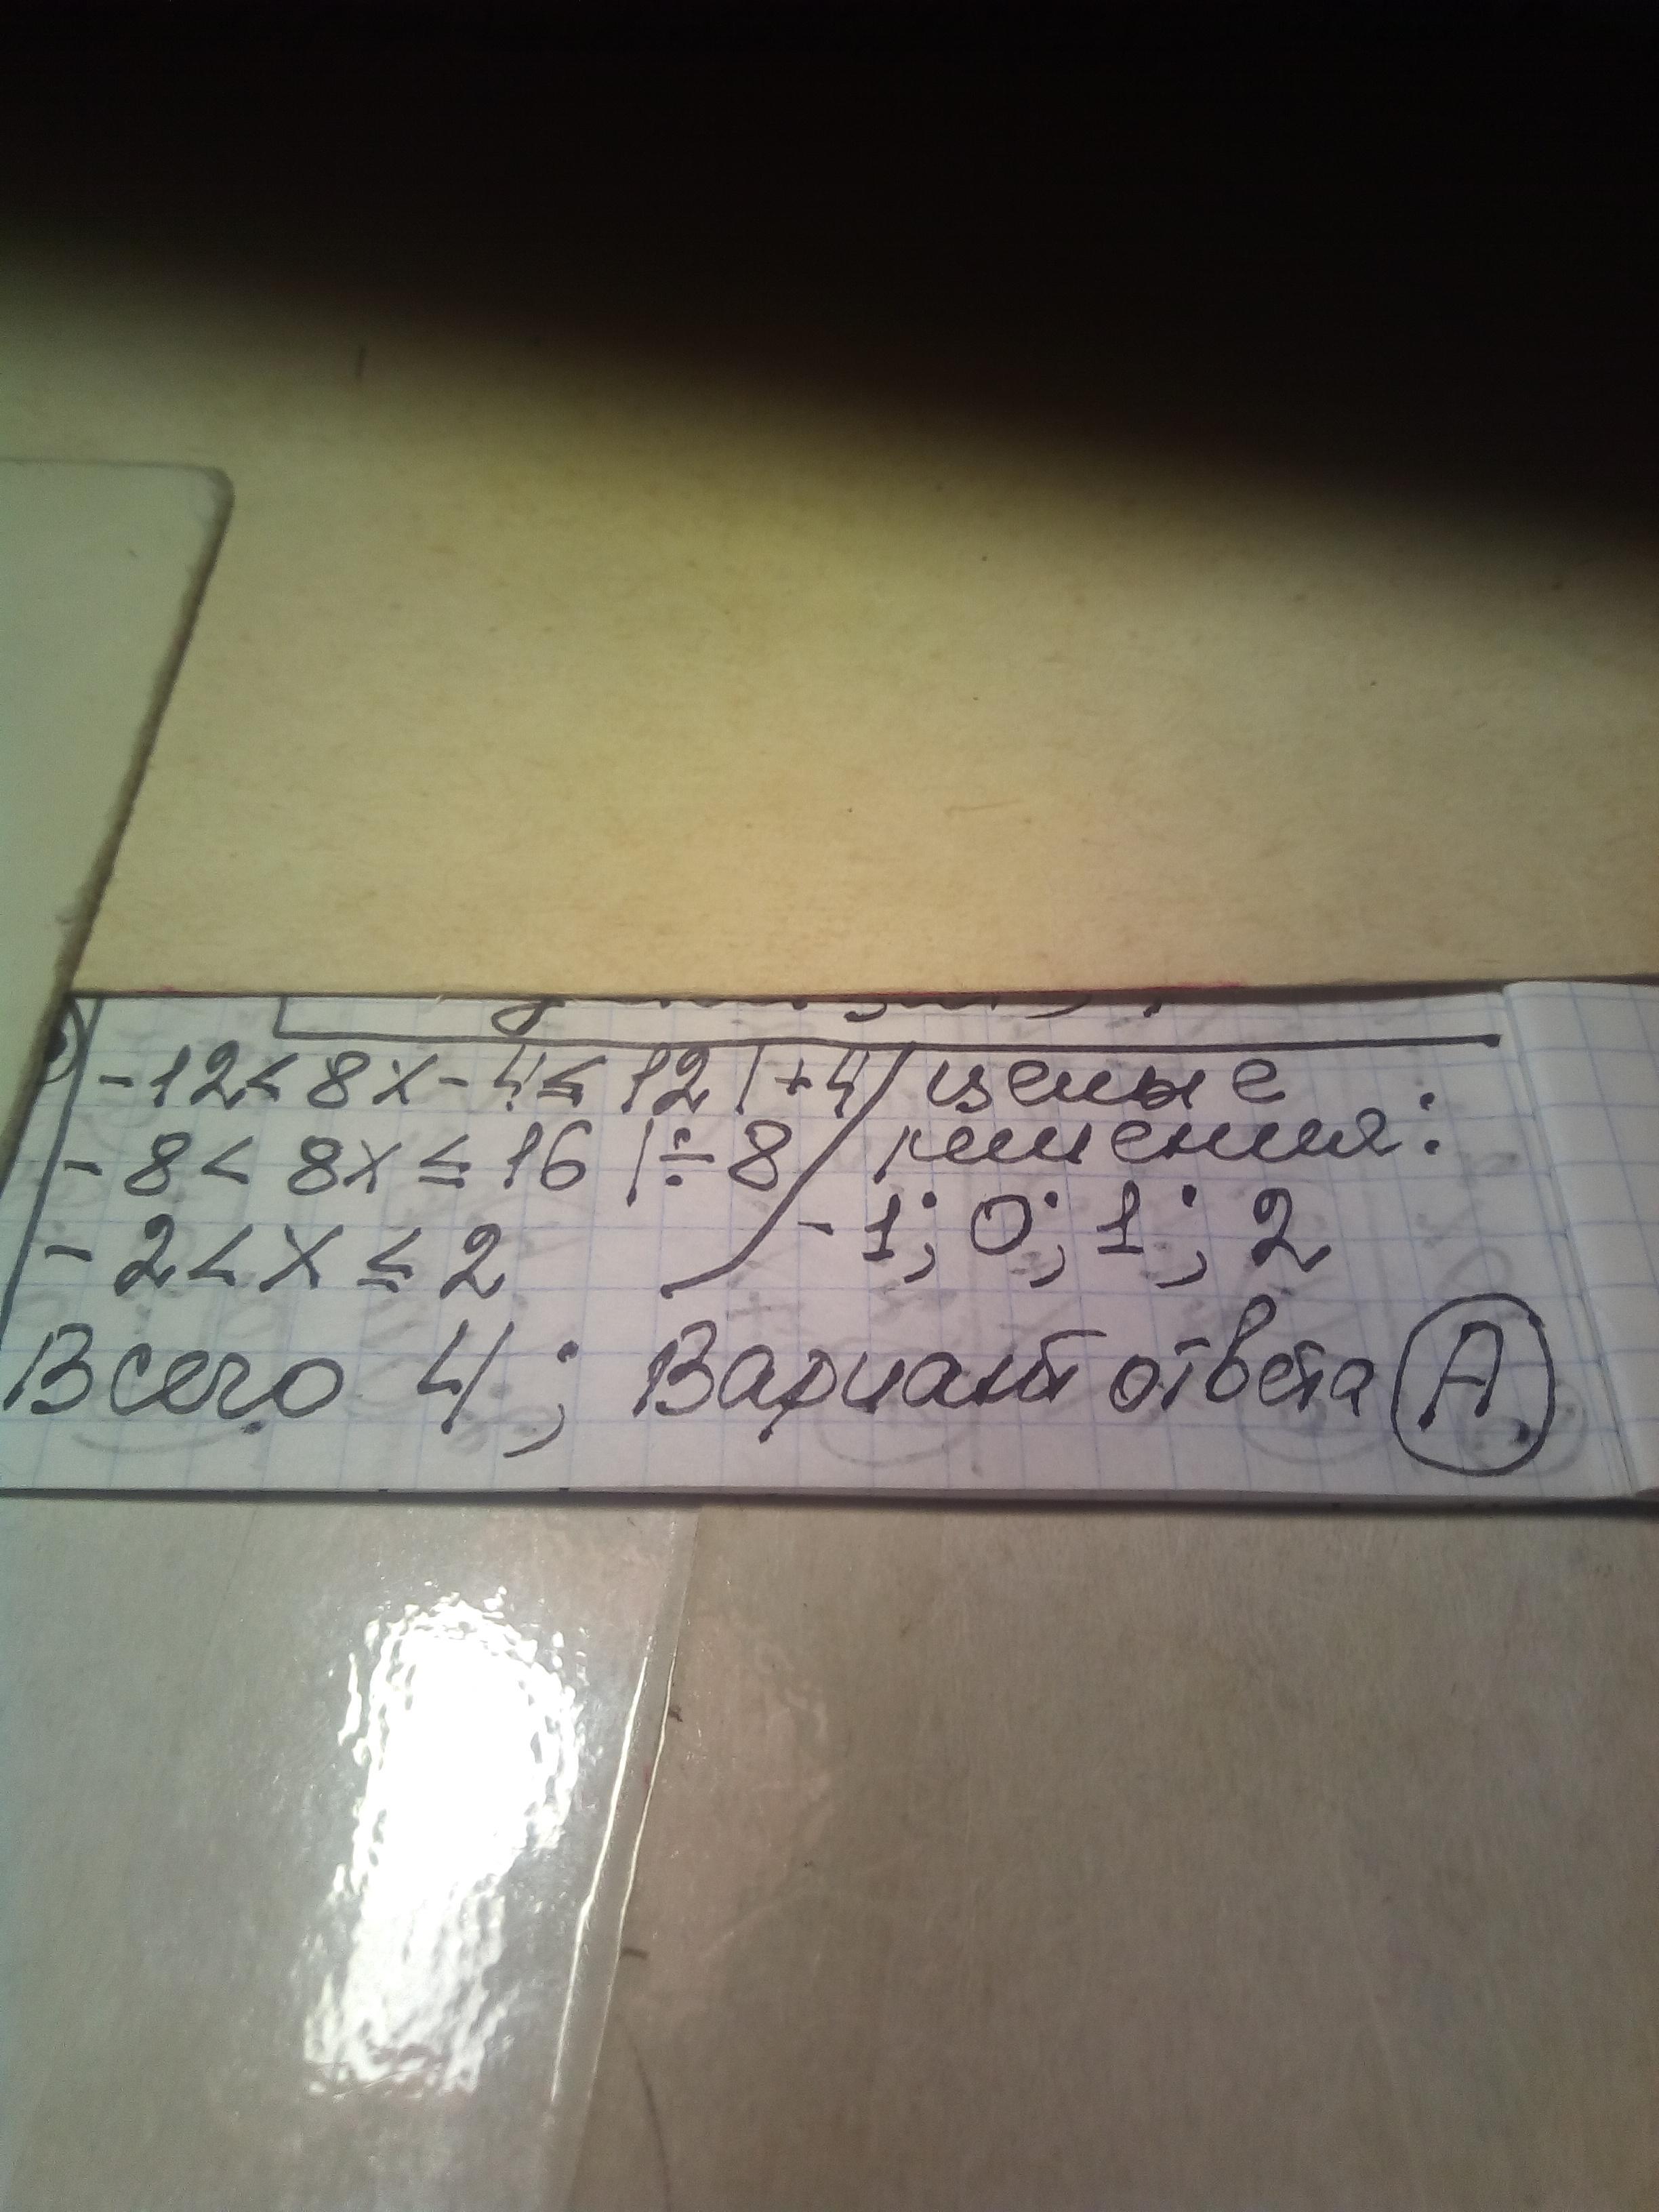 -12<8x-4≤12|+4 целые
-8<8x≤16|÷8 решения:
-2<x≤2 -1; 0; 1; 2
Всего 4; Вариант ответа А